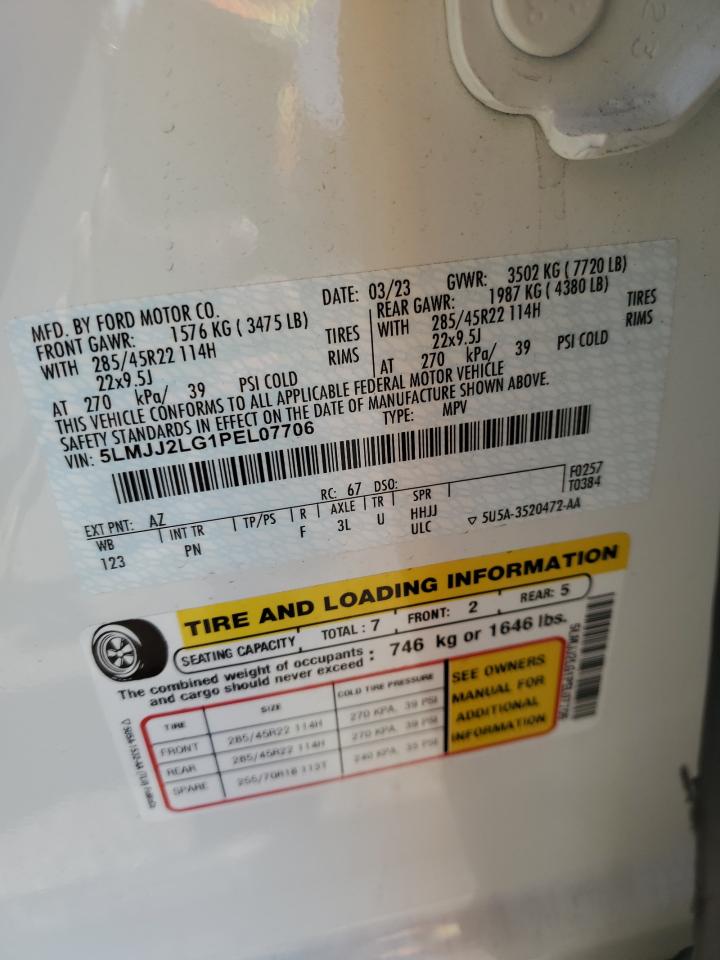 MFD. BY FORD MOTOR CO.
DATE: 03/23 GVWR: 3502 KG ( 7720 LB)
FRONT GAWR: 1576 KG ( 3475 LB)
REAR GAWR: 1987 KG ( 4380 LB)
WITH 285/45R22 114H TIRES
WITH 285/45R22 114H TIRES
22x9.5J RIMS
22x9.5J RIMS
AT 270 kPa/ 39 PSI COLD
AT 270 kPa/ 39 PSI COLD
THIS VEHICLE CONFORMS TO ALL APPLICABLE FEDERAL MOTOR VEHICLE
SAFETY STANDARDS IN EFFECT ON THE DATE OF MANUFACTURE SHOWN ABOVE.
VIN: 5LMJJ2LG1PEL07706 TYPE: MPV
F0257
T0384
EXT PNT: AZ RC: 67 DSO:
WB INT TR TP/PS R AXLE TR SPR
123 PN F 3L U HHJJ
ULC
▽ 5U5A-3520472-AA
TIRE AND LOADING INFORMATION
SEATING CAPACITY TOTAL : 7 FRONT: 2 REAR: 5
The combined weight of occupants
and cargo should never exceed : 746 kg or 1646 lbs.
TIRE SIZE COLD TIRE PRESSURE
FRONT 285/45R22 114H 270 KPA, 39 PSI
REAR 285/45R22 114H 270 KPA, 39 PSI
SPARE 255/70R18 113T 240 KPA, 35 PSI
SEE OWNERS
MANUAL FOR
ADDITIONAL
INFORMATION